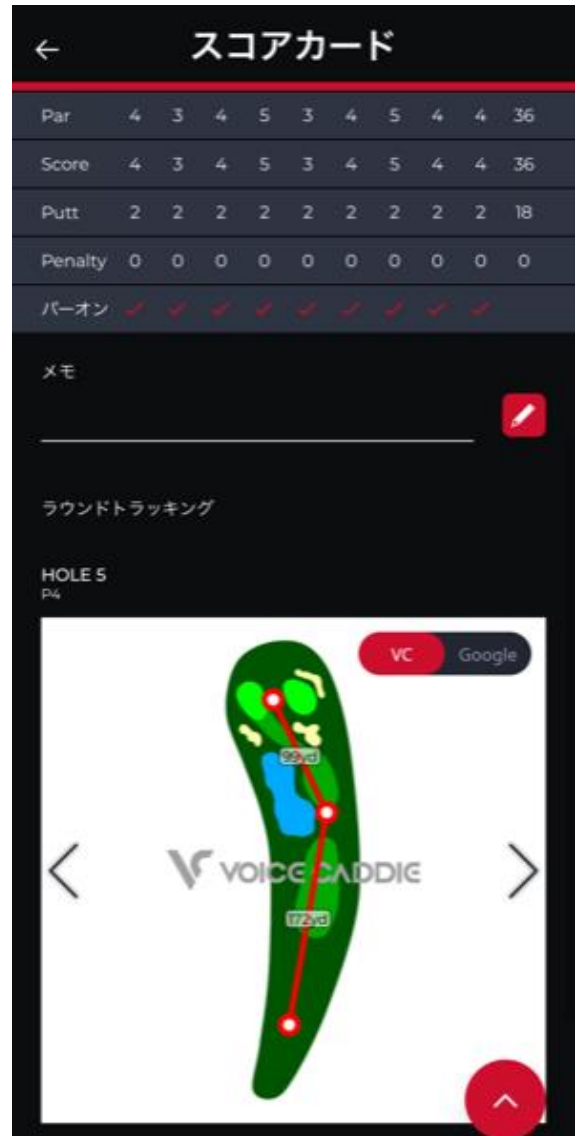 スコアカード
Par 4 3 4 5 3 4 5 4 4 36
Score 4 3 4 5 3 4 5 4 4 36
Putt 2 2 2 2 2 2 2 2 2 18
Penalty 0 0 0 0 0 0 0 0 0 0
パーオン
メモ
ラウンドトラッキング
HOLE 5
P4
VC Google
99yd
VOICE CADDIE
172yd